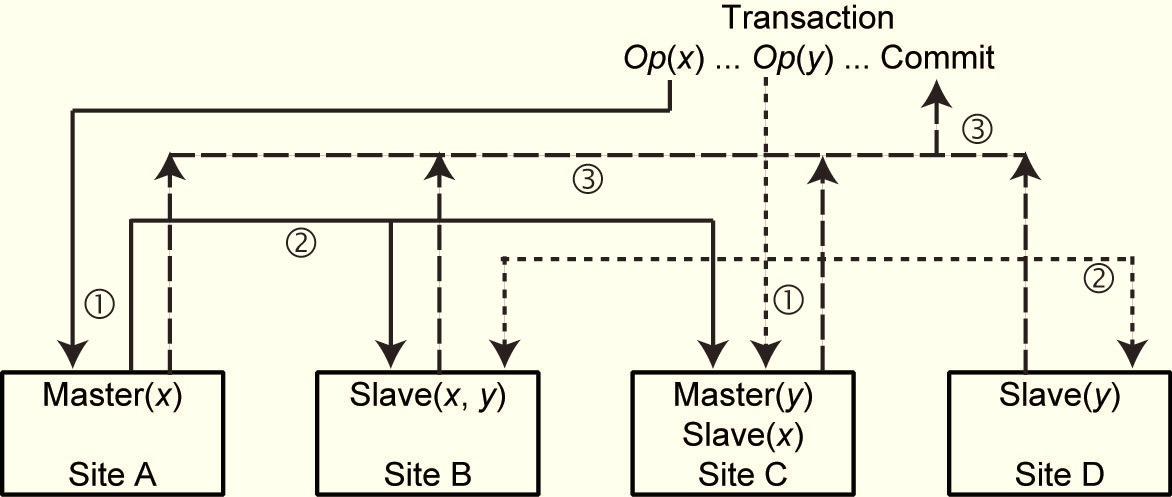 Transaction
Op(x) ... Op(y) ... Commit
③
③
②
②
①
①
Master(x)
Site A
Slave(x, y)
Site B
Master(y)
Slave(x)
Site C
Slave(y)
Site D